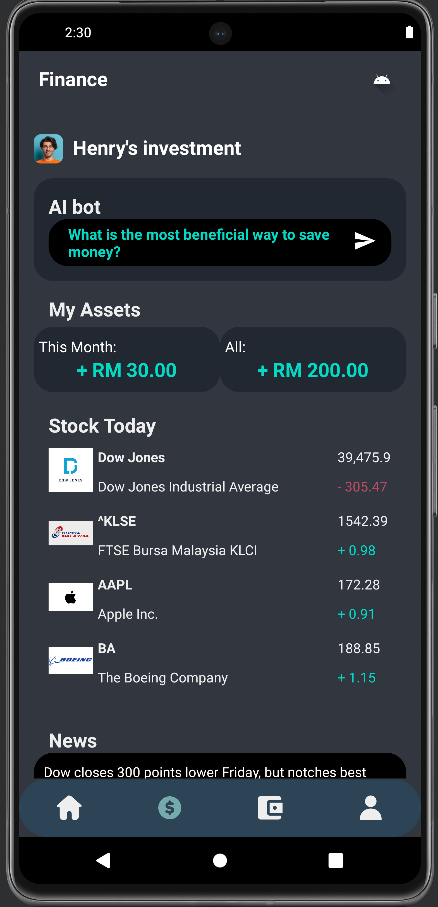 2:30
Finance
Henry's investment
AI bot
What is the most beneficial way to save
money?
My Assets
This Month:
All:
+ RM 30.00
+ RM 200.00
Stock Today
DOW JONES
Dow Jones
39,475.9
Dow Jones Industrial Average
- 305.47
^KLSE
1542.39
FTSE Bursa Malaysia KLCI
+ 0.98
AAPL
172.28
Apple Inc.
+ 0.91
BOEING
BA
188.85
The Boeing Company
+ 1.15
News
Dow closes 300 points lower Friday, but notches best